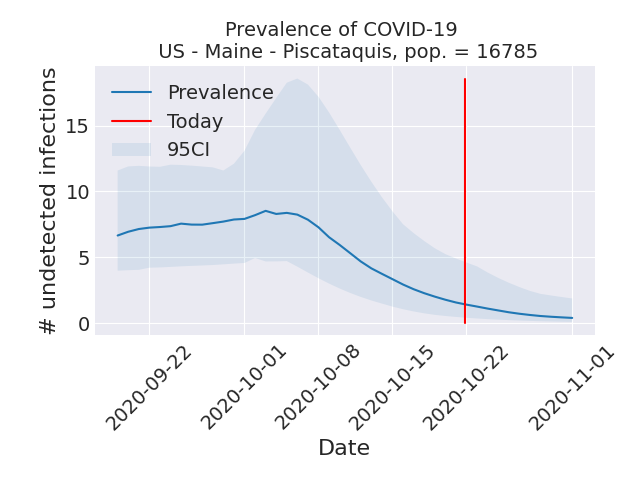 Prevalence of COVID-19
US - Maine - Piscataquis, pop. = 16785
# undetected infections
15
10
5
0
Prevalence
Today
95CI
2020-09-22
2020-10-01
2020-10-08
2020-10-15
2020-10-22
2020-11-01
Date